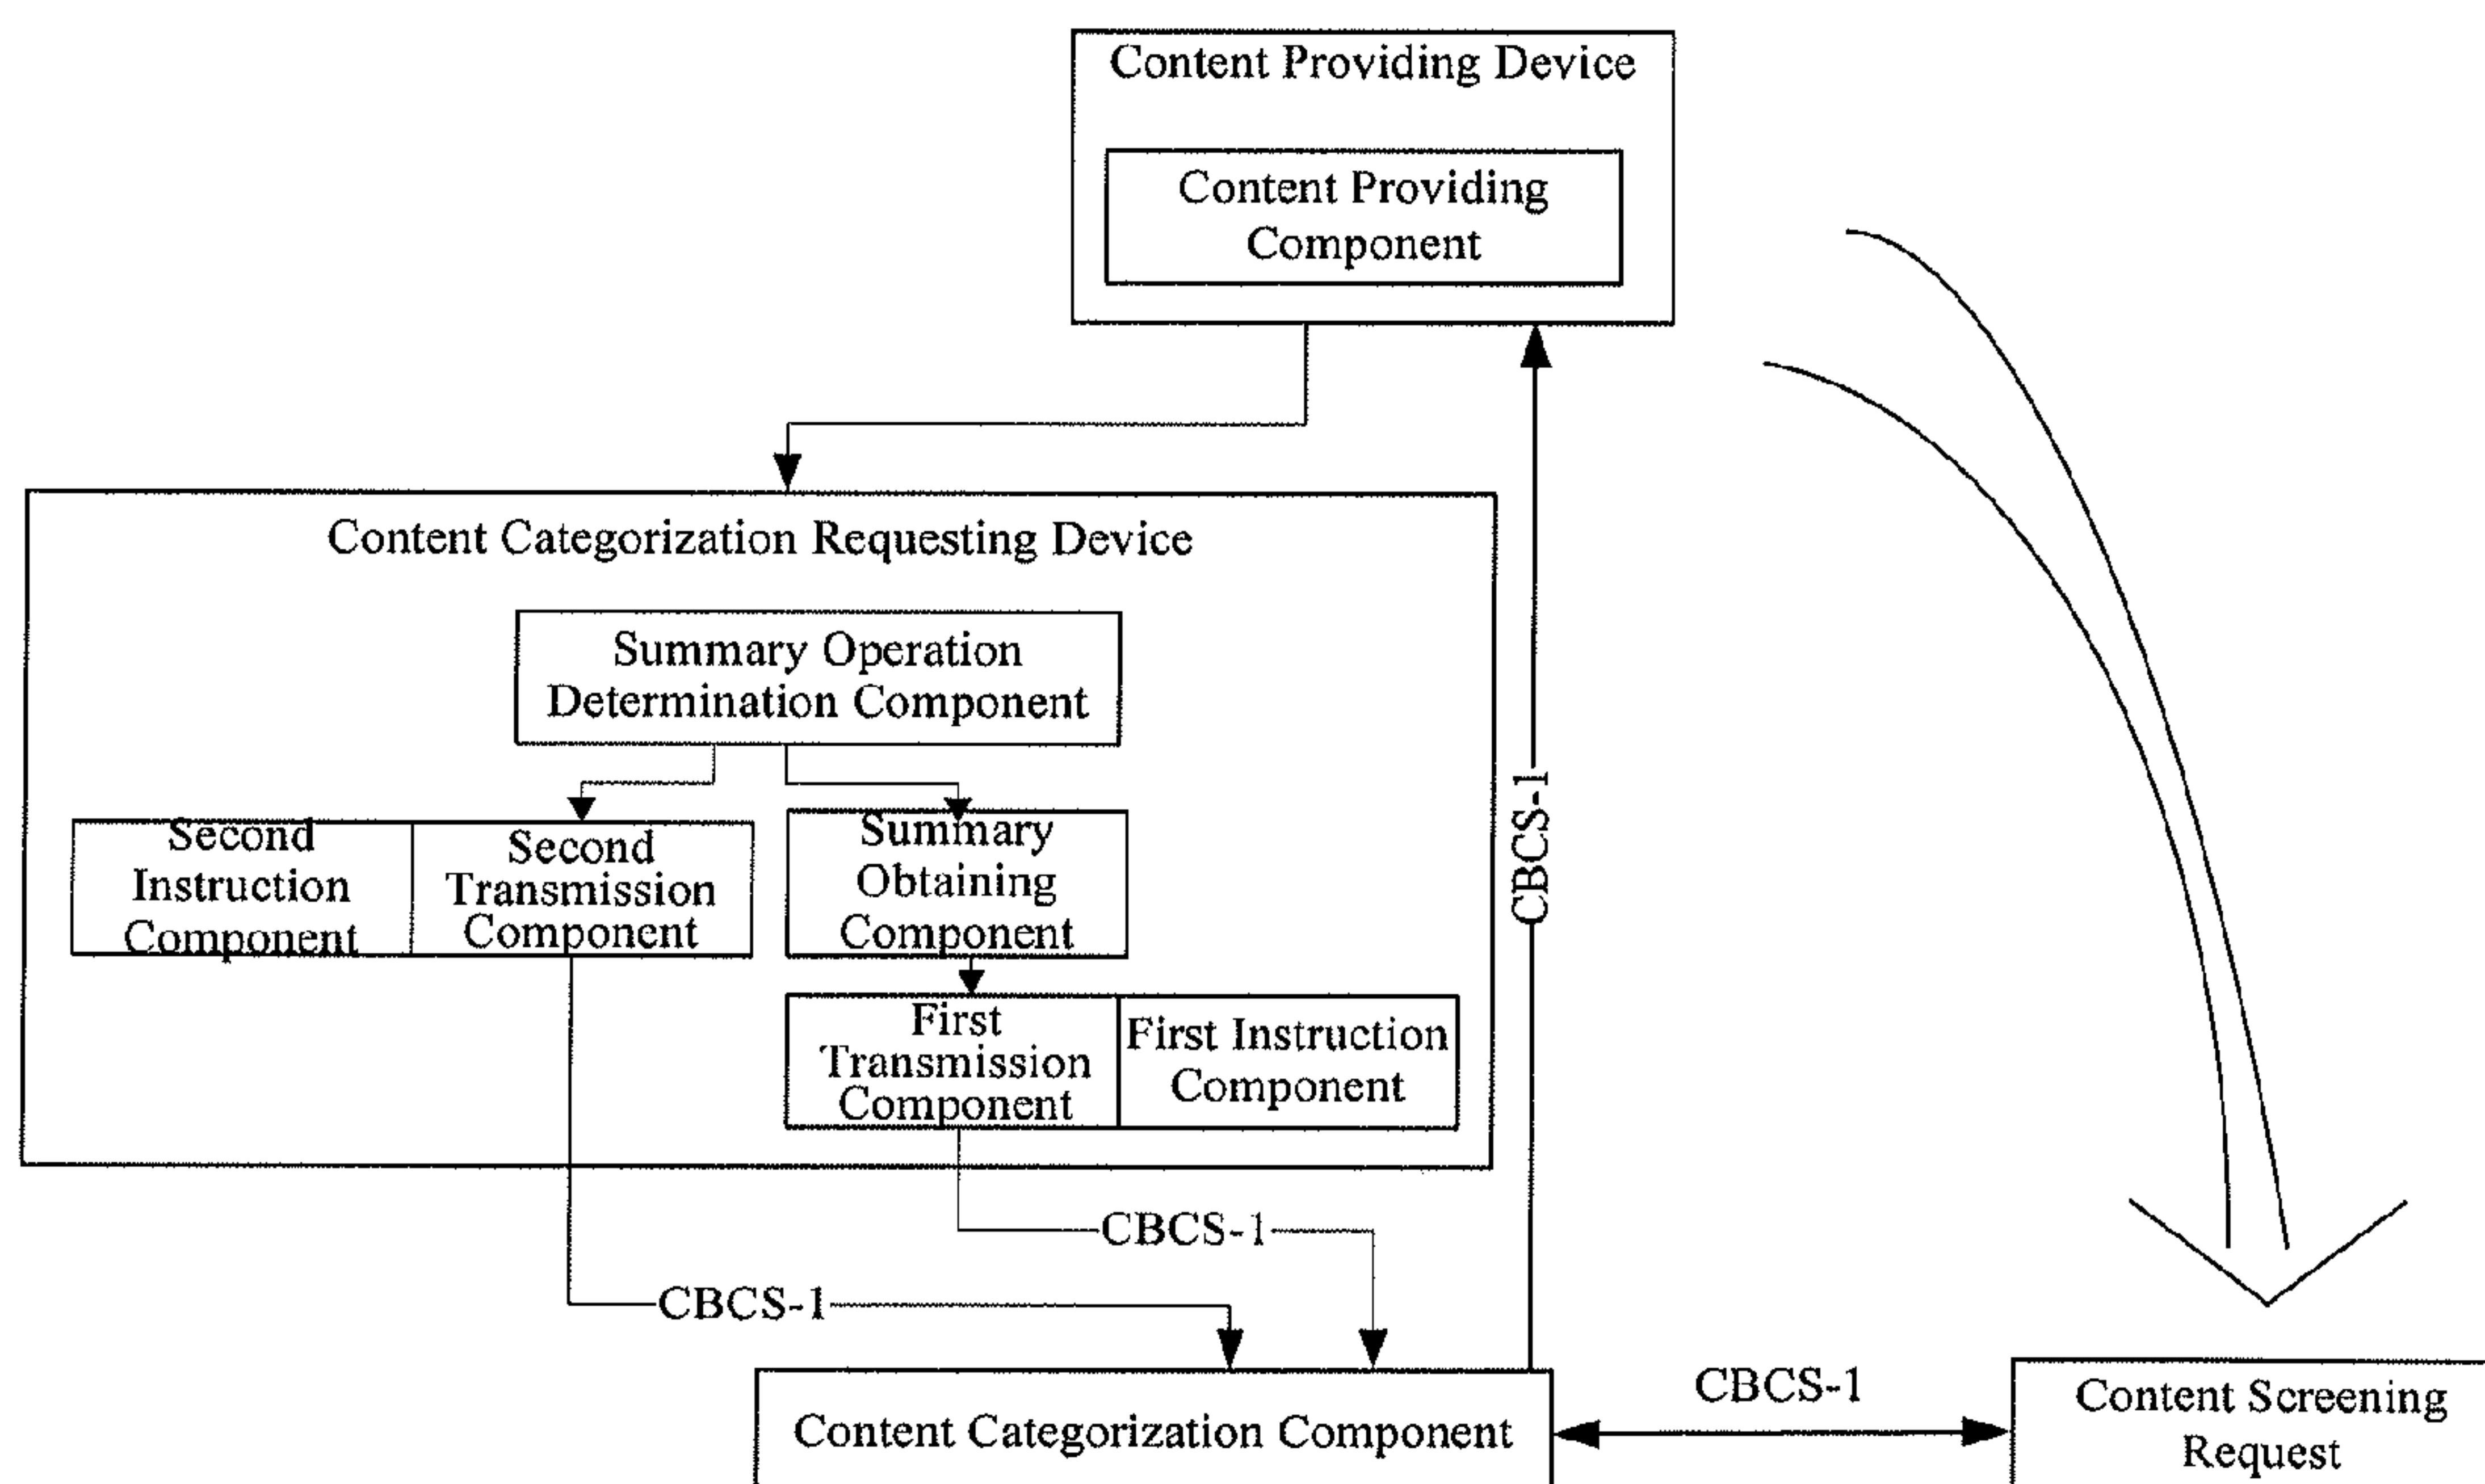 Content Providing Device
Content Providing
Component
Content Categorization Requesting Device
Summary Operation
Determination Component
Second
Instruction
Component
Second
Transmission
Component
Summary
Obtaining
Component
CBCS-1
First
Transmission
Component
First Instruction
Component
CBCS-1
CBCS-1
Content Categorization Component
CBCS-1
Content Screening
Request